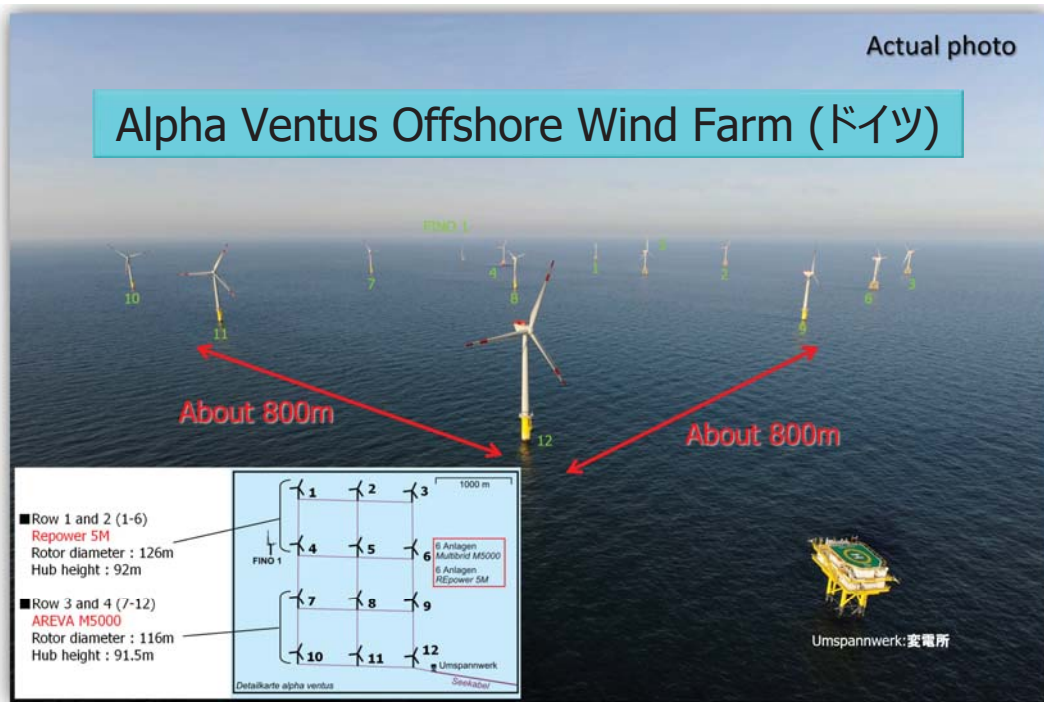 Actual photo
Alpha Ventus Offshore Wind Farm (ドイツ)
FINO 1
10
11
7
4
8
1
5
2
9
6
3
12
About 800m
About 800m
■Row 1 and 2 (1-6)
Repower 5M
Rotor diameter : 126m
Hub height : 92m
■Row 3 and 4 (7-12)
AREVA M5000
Rotor diameter : 116m
Hub height : 91.5m
1 2 3
1000 m
4 5 6
FINO 1
6 Anlagen
Multibrid M5000
6 Anlagen
REpower 5M
7 8 9
10 11 12
Umspannwerk
Seekabel
Detailkarte alpha ventus
Umspannwerk:変電所